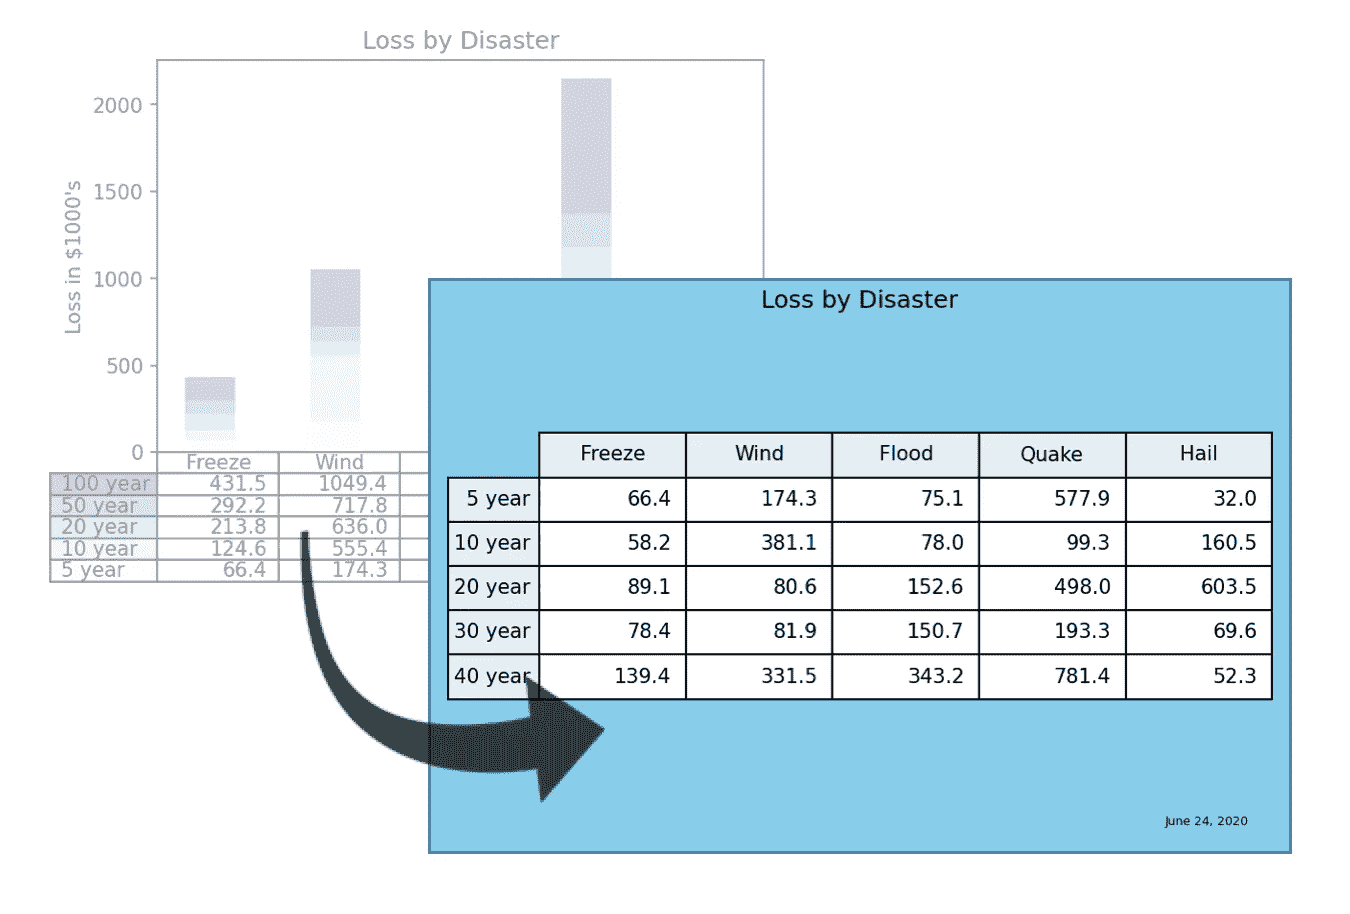 Loss by Disaster
2000
1500
1000
500
0
Loss in $1000's
Freeze Wind
100 year 431.5 1049.4
50 year 292.2 717.8
20 year 213.8 636.0
10 year 124.6 555.4
5 year 66.4 174.3
Loss by Disaster
Freeze Wind Flood Quake Hail
5 year 66.4 174.3 75.1 577.9 32.0
10 year 58.2 381.1 78.0 99.3 160.5
20 year 89.1 80.6 152.6 498.0 603.5
30 year 78.4 81.9 150.7 193.3 69.6
40 year 139.4 331.5 343.2 781.4 52.3
June 24, 2020